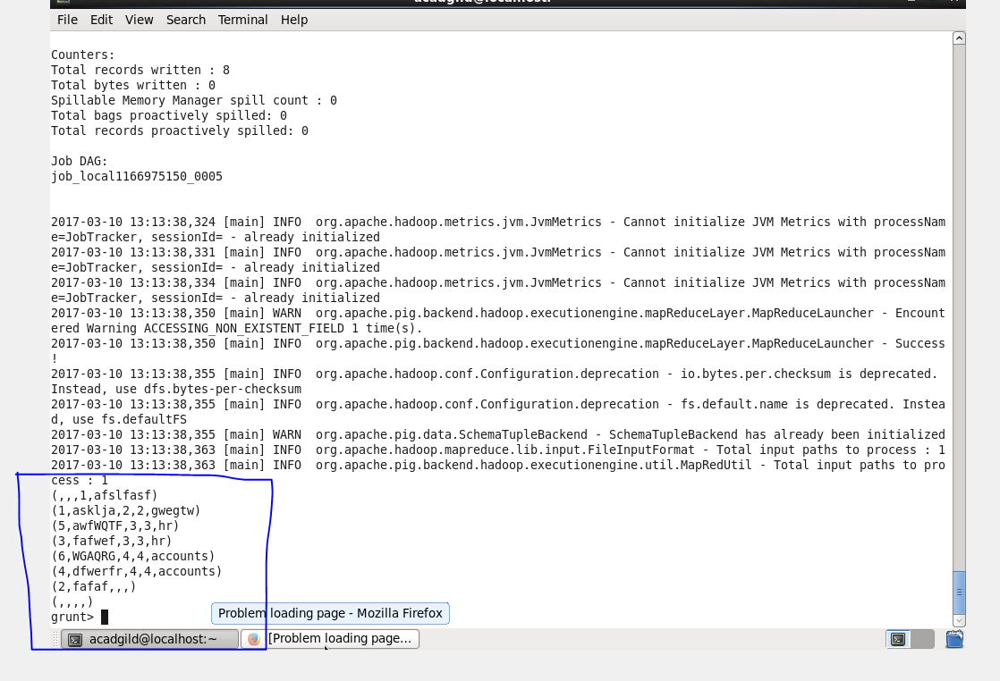 acadgild@localhost:
File Edit View Search Terminal Help
Counters:
Total records written : 8
Total bytes written : 0
Spillable Memory Manager spill count : 0
Total bags proactively spilled: 0
Total records proactively spilled: 0
Job DAG:
job_local1166975150_0005
2017-03-10 13:13:38,324 [main] INFO  org.apache.hadoop.metrics.jvm.JvmMetrics - Cannot initialize JVM Metrics with processNam
e=JobTracker, sessionId= - already initialized
2017-03-10 13:13:38,331 [main] INFO  org.apache.hadoop.metrics.jvm.JvmMetrics - Cannot initialize JVM Metrics with processNam
e=JobTracker, sessionId= - already initialized
2017-03-10 13:13:38,334 [main] INFO  org.apache.hadoop.metrics.jvm.JvmMetrics - Cannot initialize JVM Metrics with processNam
e=JobTracker, sessionId= - already initialized
2017-03-10 13:13:38,350 [main] WARN  org.apache.pig.backend.hadoop.executionengine.mapReduceLayer.MapReduceLauncher - Encount
ered Warning ACCESSING_NON_EXISTENT_FIELD 1 time(s).
2017-03-10 13:13:38,350 [main] INFO  org.apache.pig.backend.hadoop.executionengine.mapReduceLayer.MapReduceLauncher - Success
!
2017-03-10 13:13:38,355 [main] INFO  org.apache.hadoop.conf.Configuration.deprecation - io.bytes.per.checksum is deprecated.
Instead, use dfs.bytes-per-checksum
2017-03-10 13:13:38,355 [main] INFO  org.apache.hadoop.conf.Configuration.deprecation - fs.default.name is deprecated. Instea
d, use fs.defaultFS
2017-03-10 13:13:38,355 [main] WARN  org.apache.pig.data.SchemaTupleBackend - SchemaTupleBackend has already been initialized
2017-03-10 13:13:38,363 [main] INFO  org.apache.hadoop.mapreduce.lib.input.FileInputFormat - Total input paths to process : 1
2017-03-10 13:13:38,363 [main] INFO  org.apache.pig.backend.hadoop.executionengine.util.MapRedUtil - Total input paths to pro
cess : 1
(,,,1,afslfasf)
(1,asklja,2,2,gwegtw)
(5,awfWQTF,3,3,hr)
(3,fafwef,3,3,hr)
(6,WGAQRG,4,4,accounts)
(4,dfwerfr,4,4,accounts)
(2,fafaf,,,)
(,,,,)
grunt>
Problem loading page - Mozilla Firefox
acadgild@localhost:~
[Problem loading page...